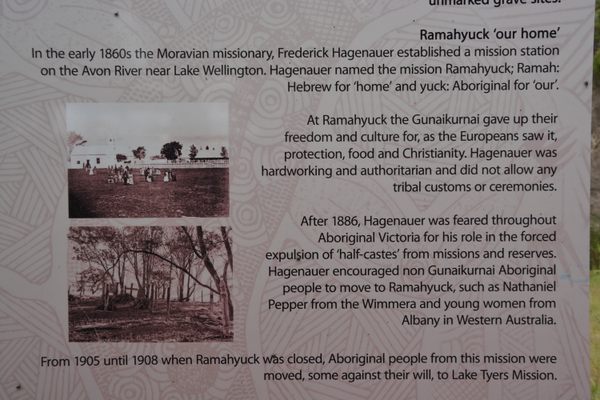 unmarked grave sites.
Ramahyuck ‘our home’
In the early 1860s the Moravian missionary, Frederick Hagenauer established a mission station
on the Avon River near Lake Wellington. Hagenauer named the mission Ramahyuck; Ramah:
Hebrew for ‘home’ and yuck: Aboriginal for ‘our’.
At Ramahyuck the Gunaikurnai gave up their
freedom and culture for, as the Europeans saw it,
protection, food and Christianity. Hagenauer was
hardworking and authoritarian and did not allow any
tribal customs or ceremonies.
After 1886, Hagenauer was feared throughout
Aboriginal Victoria for his role in the forced
expulsion of ‘half-castes’ from missions and reserves.
Hagenauer encouraged non Gunaikurnai Aboriginal
people to move to Ramahyuck, such as Nathaniel
Pepper from the Wimmera and young women from
Albany in Western Australia.
From 1905 until 1908 when Ramahyuck was closed, Aboriginal people from this mission were
moved, some against their will, to Lake Tyers Mission.